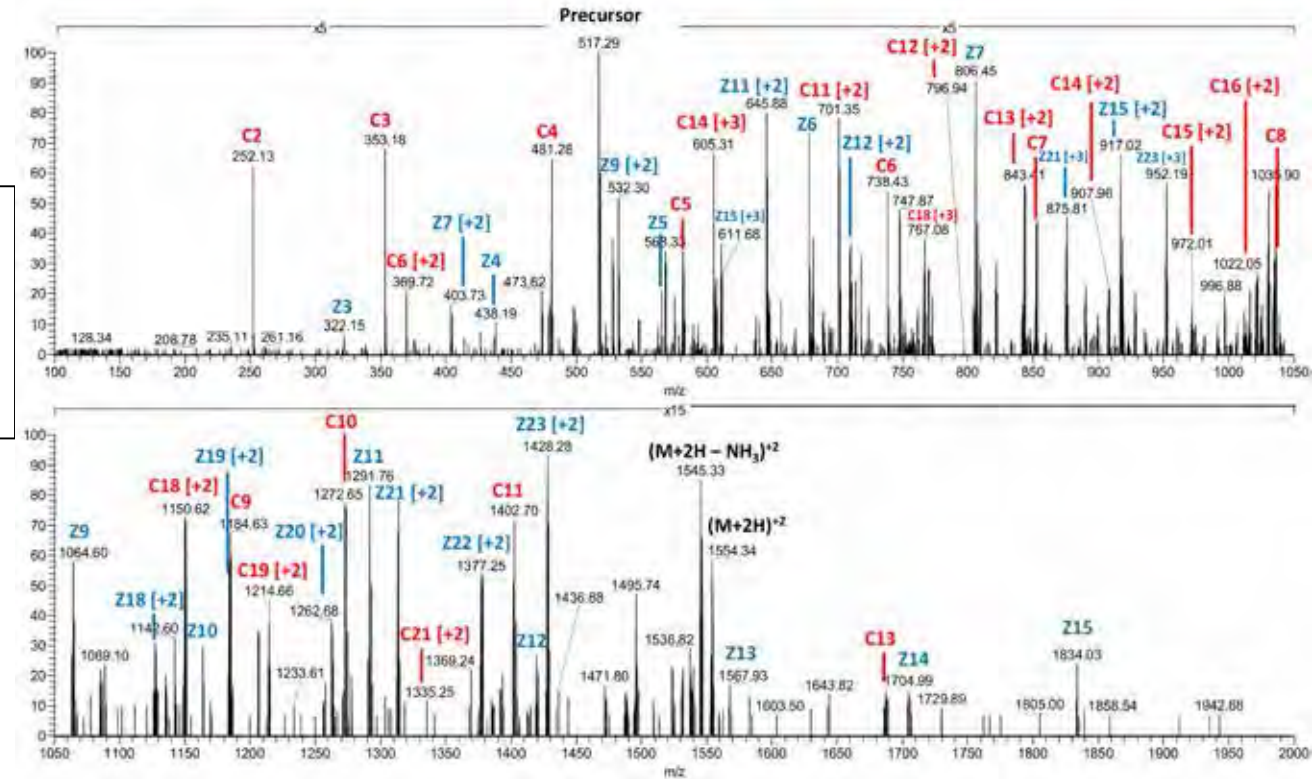 Precursor
x5 x5
517.29
C12 [+2] Z7
796.94 806.45
C2
252.13
C3
353.18
C4
481.28
Z9 [+2]
532.30
C14 [+3]
605.31
Z11 [+2]
645.88
C11 [+2]
701.35
Z6
Z12 [+2]
C6
738.43
747.87
C18 [+3]
767.08
C13 [+2]
C7
843.41
C14 [+2]
907.96
Z15 [+2]
917.02
Z21 [+3]
875.81
Z23 [+3]
952.19
C15 [+2]
972.01
C16 [+2]
1022.05
996.88
C8
C5
Z5
Z15 [+3]
611.68
Z7 [+2]
403.73
Z4
438.19
473.62
C6 [+2]
369.72
Z3
322.15
128.34 208.78 235.11 261.16
100
90
80
70
60
50
40
30
20
10
0
100 150 200 250 300 350 400 450 500 550 600 650 700 750 800 850 900 950 1000 1050
m/z
x15
C10
1272.65
Z11
1291.76
Z21 [+2]
Z23 [+2]
1428.28
(M+2H – NH₃)⁺²
1545.33
(M+2H)⁺²
1554.34
Z19 [+2]
C18 [+2]
1150.62
C9
1184.63
Z20 [+2]
1262.68
C19 [+2]
1214.66
Z22 [+2]
1377.25
C11
1402.70
Z9
1064.60
Z18 [+2]
1142.60
Z10
1089.10
1233.61
C21 [+2]
1335.25
1369.24
Z12
1436.88
1471.80
1495.74
1536.82
Z13
1567.93
1603.50
1643.82
C13
Z14
1704.99
1729.89
1805.00
Z15
1834.03
1858.54
1942.68
100
90
80
70
60
50
40
30
20
10
0
1050 1100 1150 1200 1250 1300 1350 1400 1450 1500 1550 1600 1650 1700 1750 1800 1850 1900 1950 2000
m/z